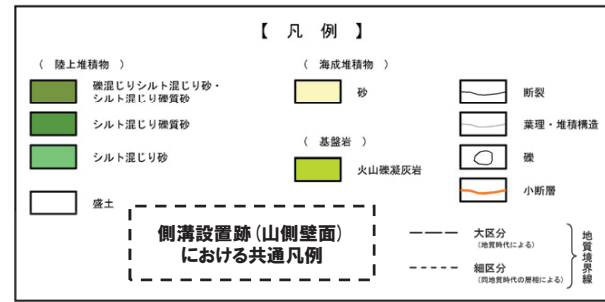 【 凡 例 】
( 陸上堆積物 )
礫混じりシルト混じり砂・
シルト混じり礫質砂
シルト混じり礫質砂
シルト混じり砂
盛土
( 海成堆積物 )
砂
( 基盤岩 )
火山礫凝灰岩
断裂
葉理・堆積構造
礫
小断層
側溝設置跡(山側壁面)
における共通凡例
大区分
(地質時代による)
細区分
(同地質時代の層相による)
地質境界線